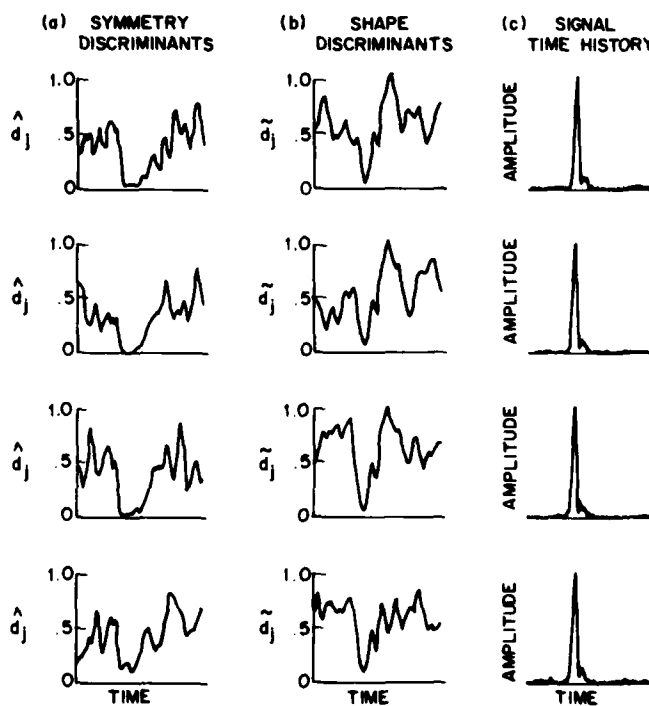 (a) SYMMETRY DISCRIMINANTS
(b) SHAPE DISCRIMINANTS
(c) SIGNAL TIME HISTORY
1.0
d̂j .5
0
1.0
d̃j .5
0
AMPLITUDE
1.0
d̂j .5
0
1.0
d̃j .5
0
AMPLITUDE
1.0
d̂j .5
0
1.0
d̃j .5
0
AMPLITUDE
1.0
d̂j .5
0
TIME
1.0
d̃j .5
0
TIME
AMPLITUDE
TIME